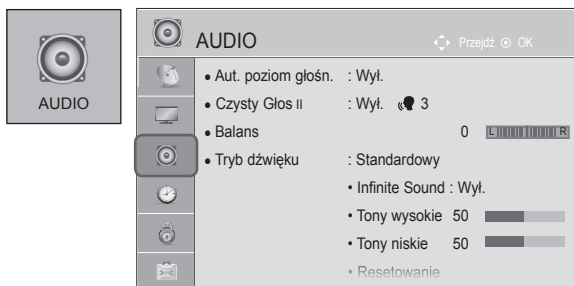 AUDIO
AUDIO
Przejdź OK
• Aut. poziom głośn. : Wył.
• Czysty Głos II : Wył. 3
• Balans 0 L R
• Tryb dźwięku : Standardowy
• Infinite Sound : Wył.
• Tony wysokie 50
• Tony niskie 50
• Resetowanie